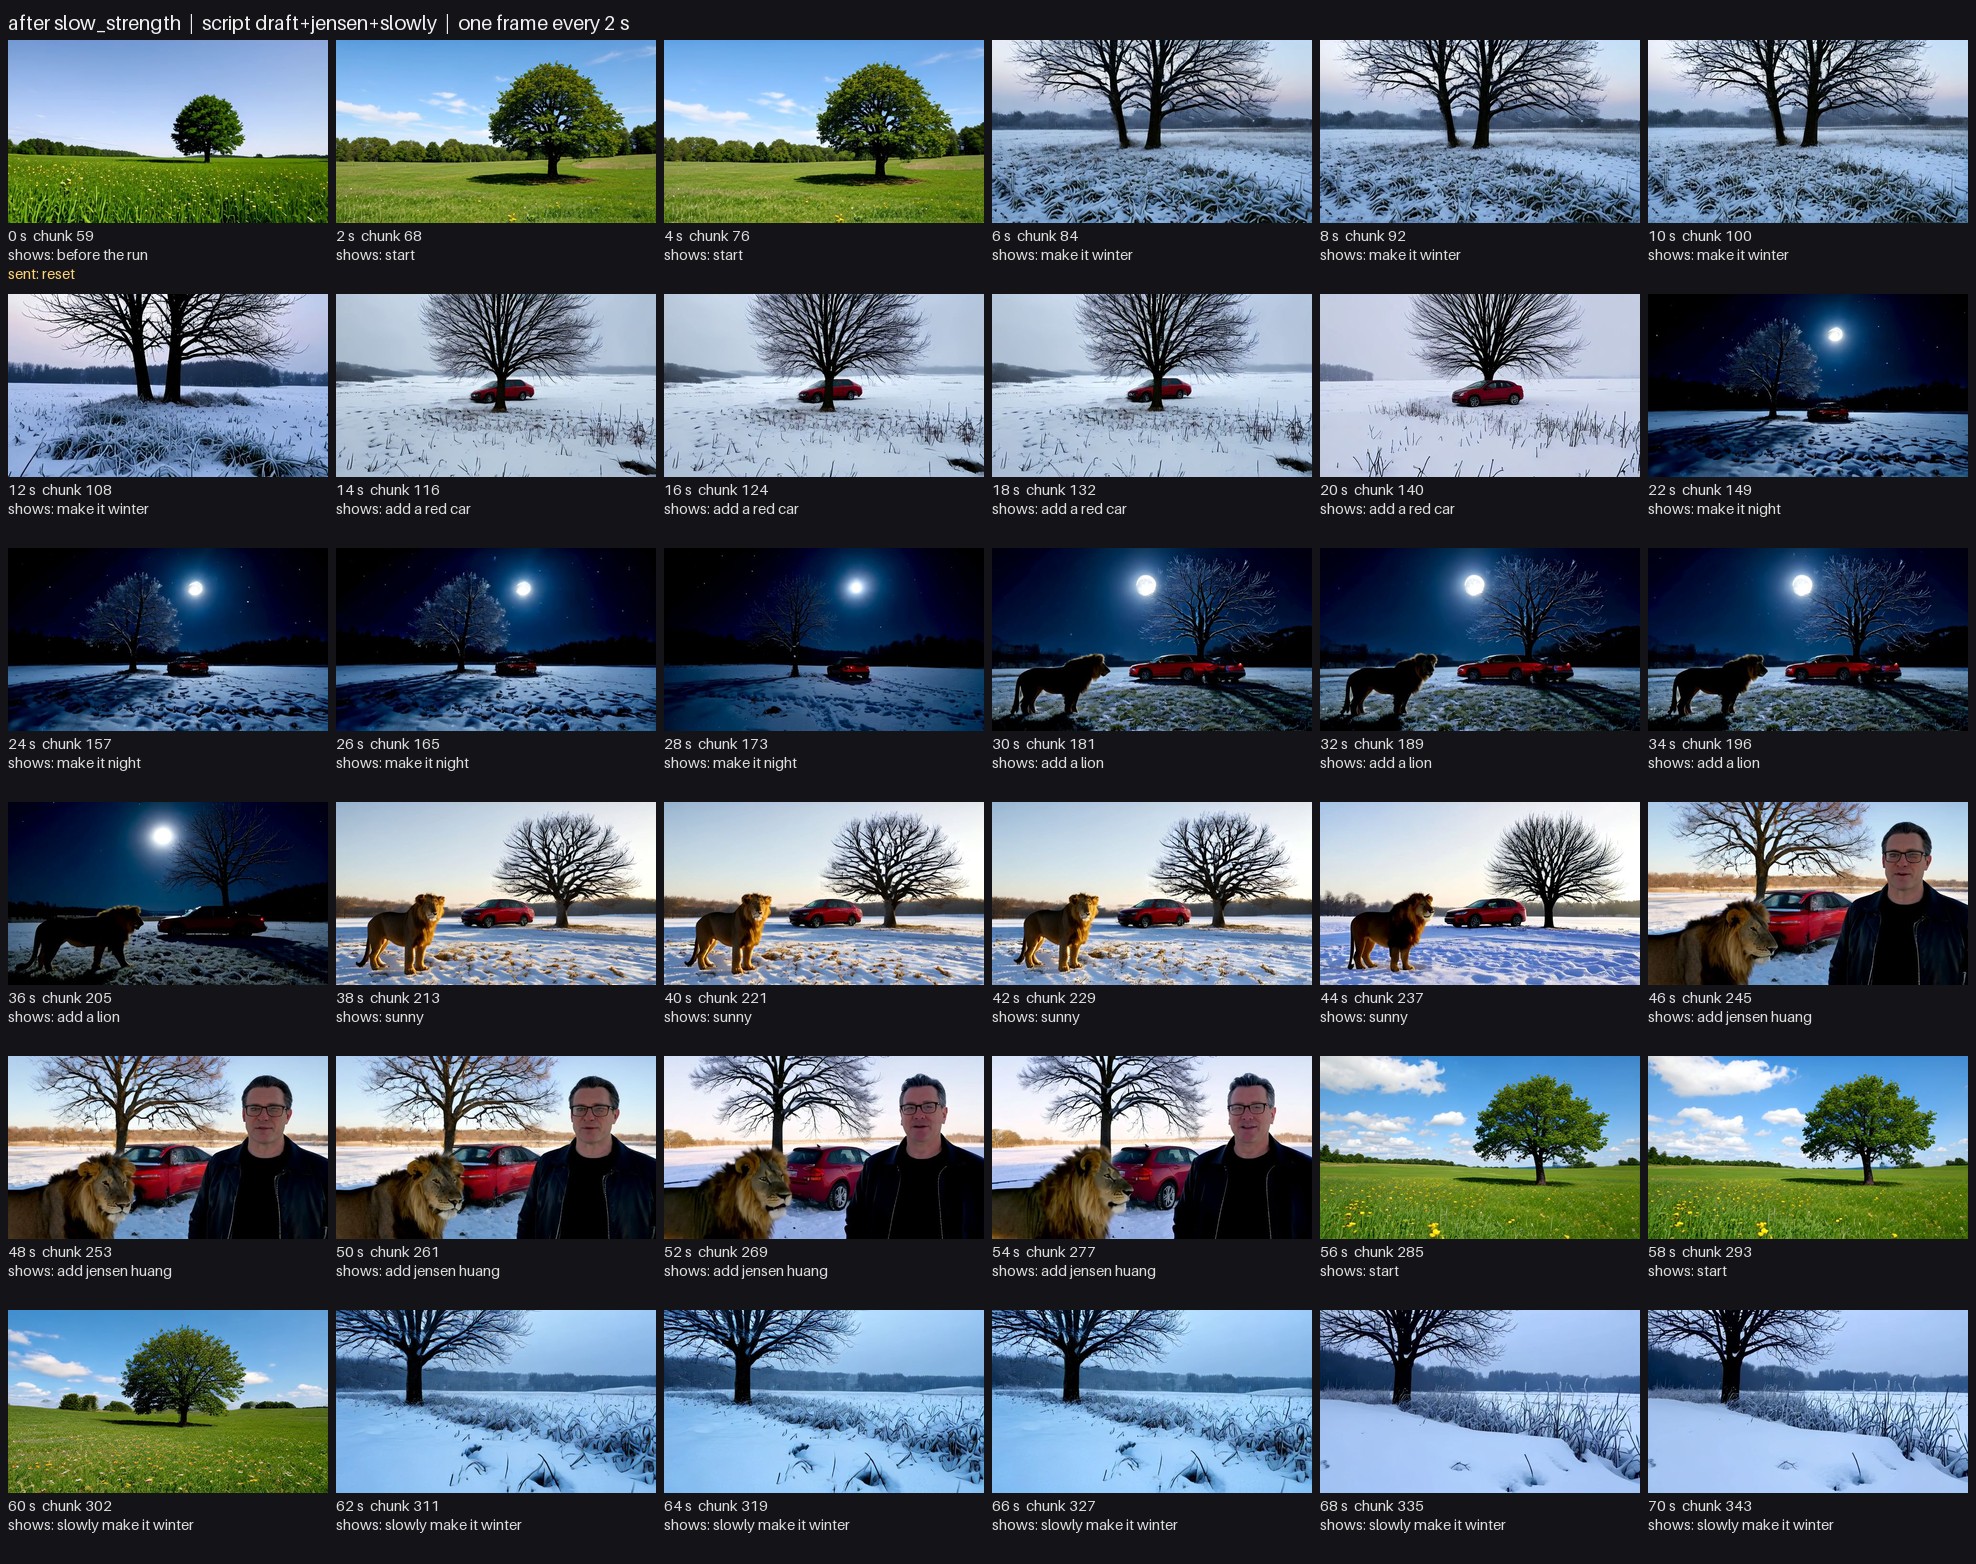 after slow_strength | script draft+jensen+slowly | one frame every 2 s
0 s chunk 59
shows: before the run
sent: reset
2 s chunk 68
shows: start
4 s chunk 76
shows: start
6 s chunk 84
shows: make it winter
8 s chunk 92
shows: make it winter
10 s chunk 100
shows: make it winter
12 s chunk 108
shows: make it winter
14 s chunk 116
shows: add a red car
16 s chunk 124
shows: add a red car
18 s chunk 132
shows: add a red car
20 s chunk 140
shows: add a red car
22 s chunk 149
shows: make it night
24 s chunk 157
shows: make it night
26 s chunk 165
shows: make it night
28 s chunk 173
shows: make it night
30 s chunk 181
shows: add a lion
32 s chunk 189
shows: add a lion
34 s chunk 196
shows: add a lion
36 s chunk 205
shows: add a lion
38 s chunk 213
shows: sunny
40 s chunk 221
shows: sunny
42 s chunk 229
shows: sunny
44 s chunk 237
shows: sunny
46 s chunk 245
shows: add jensen huang
48 s chunk 253
shows: add jensen huang
50 s chunk 261
shows: add jensen huang
52 s chunk 269
shows: add jensen huang
54 s chunk 277
shows: add jensen huang
56 s chunk 285
shows: start
58 s chunk 293
shows: start
60 s chunk 302
shows: slowly make it winter
62 s chunk 311
shows: slowly make it winter
64 s chunk 319
shows: slowly make it winter
66 s chunk 327
shows: slowly make it winter
68 s chunk 335
shows: slowly make it winter
70 s chunk 343
shows: slowly make it winter